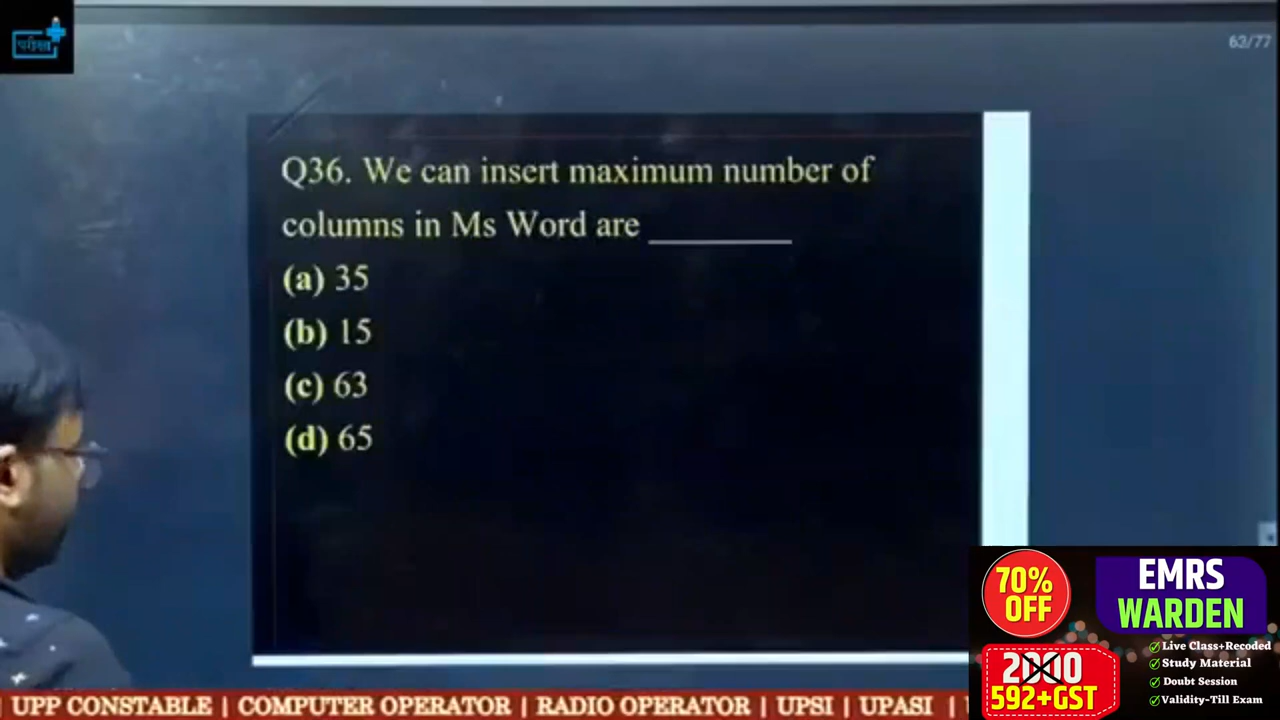 परीक्षा
62/77
Q36. We can insert maximum number of
columns in Ms Word are __________
(a) 35
(b) 15
(c) 63
(d) 65
70%
OFF
EMRS
WARDEN
2000
592+GST
Live Class+Recoded
Study Material
Doubt Session
Validity-Till Exam
UPP CONSTABLE | COMPUTER OPERATOR | RADIO OPERATOR | UPSI | UPASI |